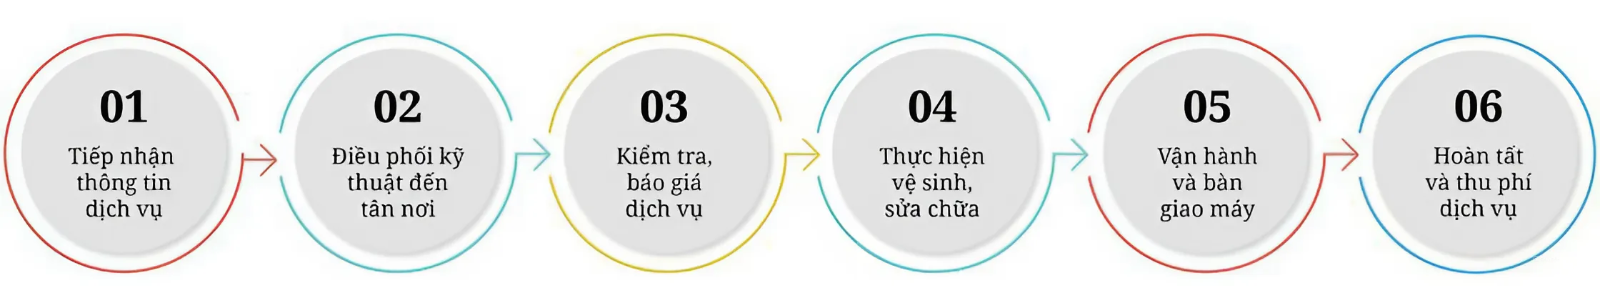 01
Tiếp nhận
thông tin
dịch vụ
02
Điều phối kỹ
thuật đến
tân nơi
03
Kiểm tra,
báo giá
dịch vụ
04
Thực hiện
vệ sinh,
sửa chữa
05
Vận hành
và bàn
giao máy
06
Hoàn tất
và thu phí
dịch vụ